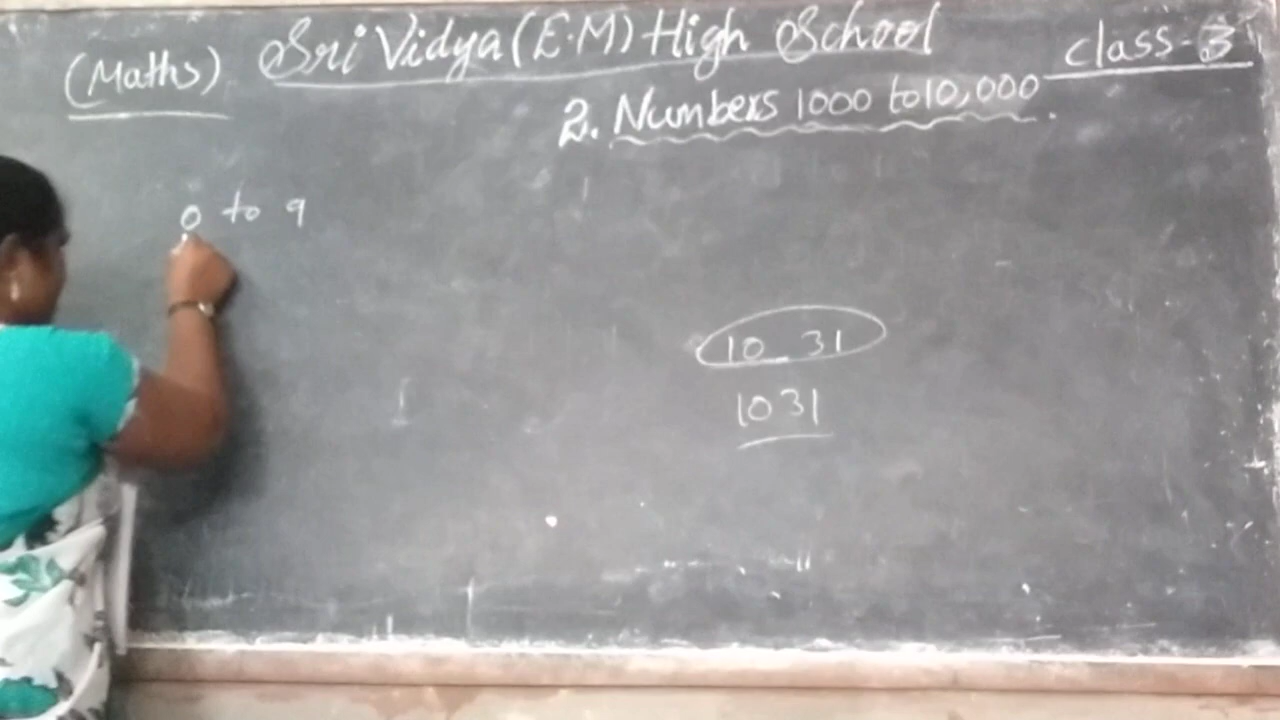 (Maths) Sri Vidya (E.M) High School class-3
2. Numbers 1000 to 10,000.
0 to 9
10 _ 31
1031